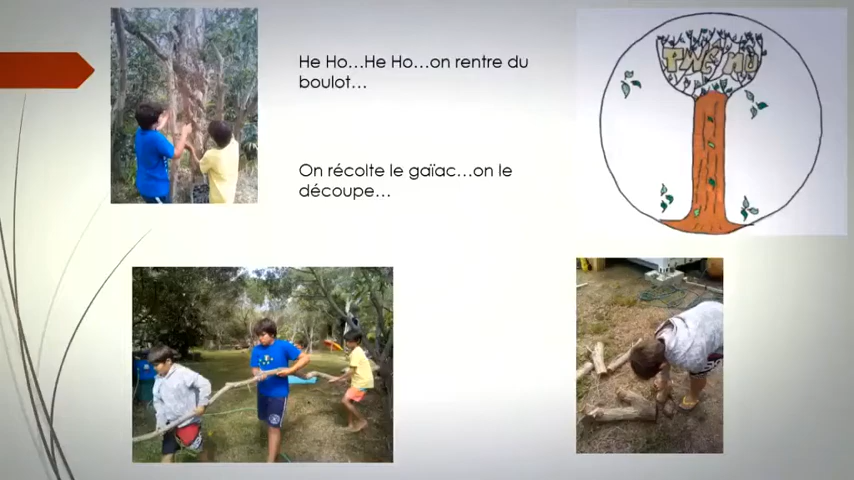 He Ho...He Ho...on rentre du
boulot...
On récolte le gaïac...on le
découpe...